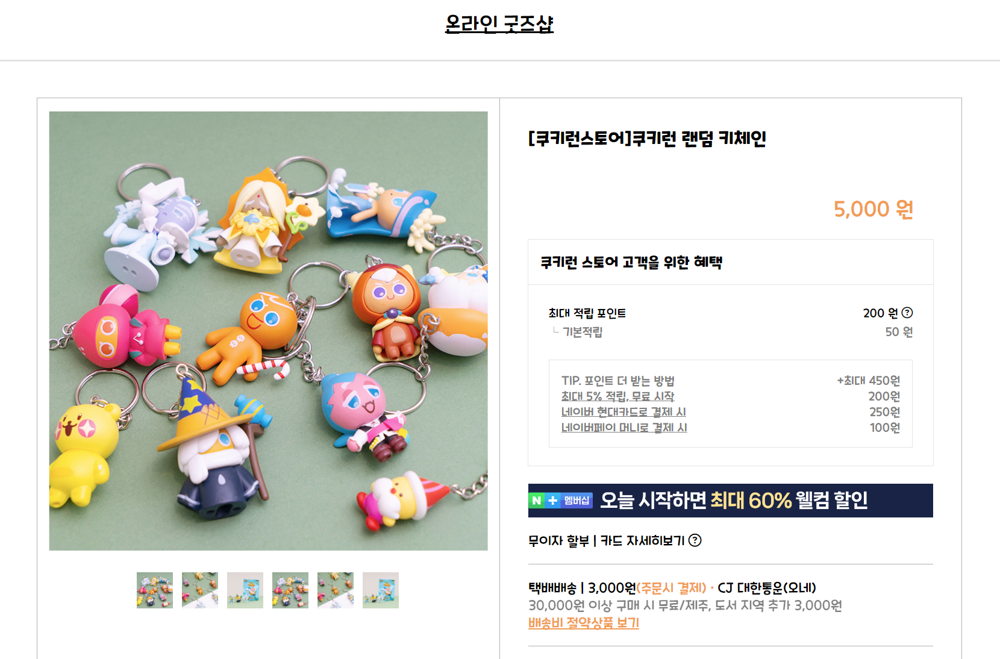 온라인 굿즈샵
[쿠키런스토어]쿠키런 랜덤 키체인
5,000 원
쿠키런 스토어 고객을 위한 혜택
최대 적립 포인트 200 원 ?
└ 기본적립 50 원
TIP. 포인트 더 받는 방법 +최대 450원
최대 5% 적립, 무료 시작 200원
네이버 현대카드로 결제 시 250원
네이버페이 머니로 결제 시 100원
N + 멤버십 오늘 시작하면 최대 60% 웰컴 할인
무이자 할부 | 카드 자세히보기 ?
택배배송 | 3,000원(주문시 결제) · CJ 대한통운(오네)
30,000원 이상 구매 시 무료/제주, 도서 지역 추가 3,000원
배송비 절약상품 보기